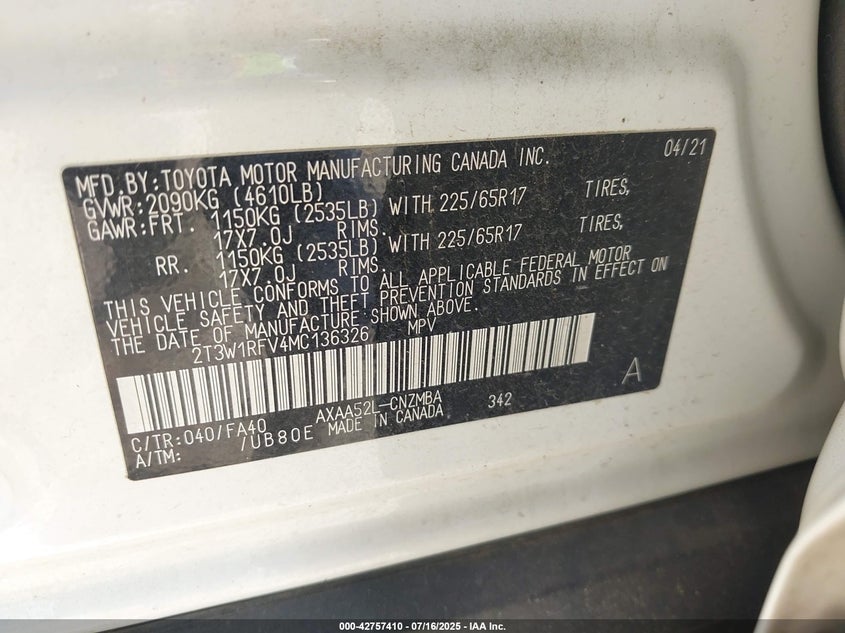 MFD.BY:TOYOTA MOTOR MANUFACTURING CANADA INC. 04/21
GVWR:2090KG (4610LB)
GAWR:FRT. 1150KG (2535LB) WITH 225/65R17 TIRES,
17X7.0J RIMS.
RR. 1150KG (2535LB) WITH 225/65R17 TIRES,
17X7.0J RIMS.
THIS VEHICLE CONFORMS TO ALL APPLICABLE FEDERAL MOTOR
VEHICLE SAFETY AND THEFT PREVENTION STANDARDS IN EFFECT ON
THE DATE OF MANUFACTURE SHOWN ABOVE.
2T3W1RFV4MC136326 MPV
A
C/TR:040/FA40 AXAA52L-CNZMBA 342
A/TM: 7UB80E MADE IN CANADA
000-42757410 - 07/16/2025 - IAA Inc.